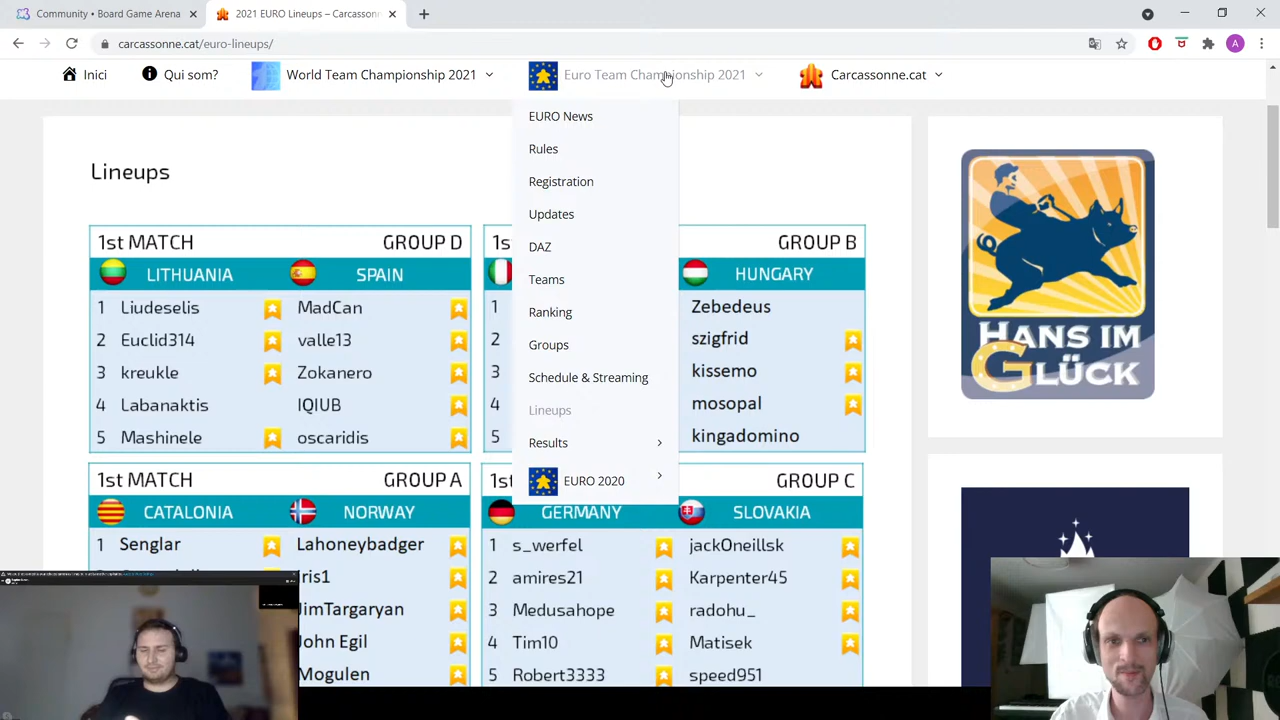 Community • Board Game Arena
2021 EURO Lineups – Carcassonn
carcassonne.cat/euro-lineups/
A
Inici
Qui som?
World Team Championship 2021
Euro Team Championship 2021
Carcassonne.cat
EURO News
Rules
Registration
Updates
DAZ
Teams
Ranking
Groups
Schedule & Streaming
Lineups
Results
EURO 2020
Lineups
1st MATCH GROUP D
LITHUANIA SPAIN
1 Liudeselis MadCan
2 Euclid314 valle13
3 kreukle Zokanero
4 Labanaktis IQIUB
5 Mashinele oscaridis
1s GROUP B
HUNGARY
1 Zebedeus
2 szigfrid
3 kissemo
4 mosopal
5 kingadomino
1st MATCH GROUP A
CATALONIA NORWAY
1 Senglar Lahoneybadger
ris1
JimTargaryan
John Egil
Mogulen
1s GROUP C
GERMANY SLOVAKIA
1 s_werfel jackOneillsk
2 amires21 Karpenter45
3 Medusahope radohu_
4 Tim10 Matisek
5 Robert3333 speed951
HANS IM
GLÜCK